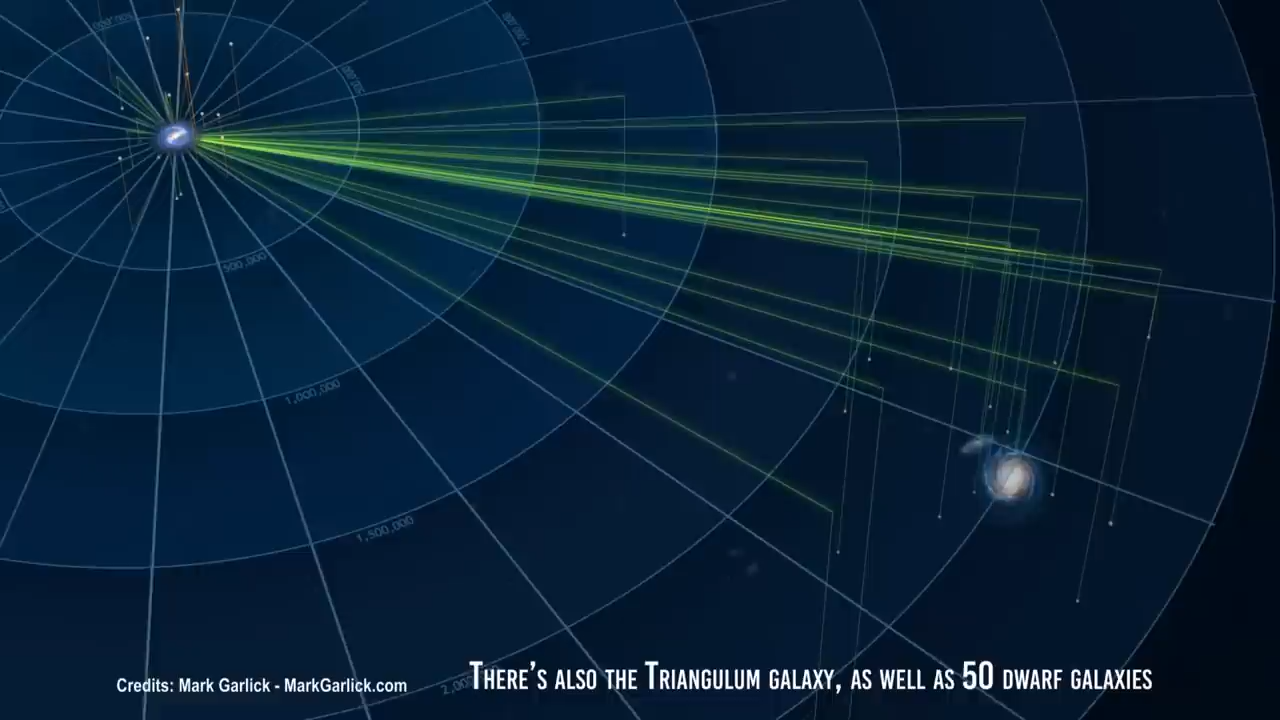 500,000
1,000,000
1,500,000
THERE'S ALSO THE TRIANGULUM GALAXY, AS WELL AS 50 DWARF GALAXIES
Credits: Mark Garlick - MarkGarlick.com